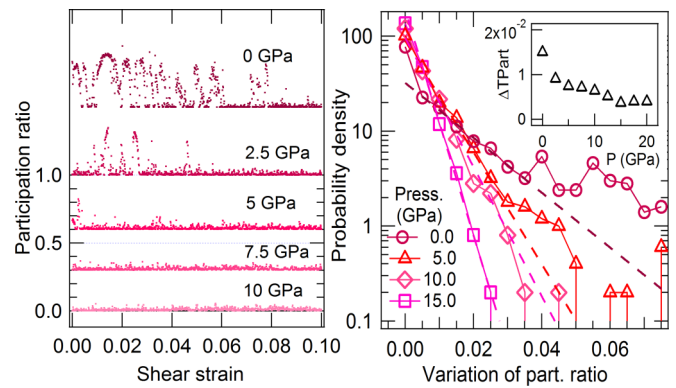 Participation ratio
1.0
0.5
0.0
0 GPa
2.5 GPa
5 GPa
7.5 GPa
10 GPa
0.00 0.02 0.04 0.06 0.08 0.10
Shear strain
Probability density
100
10
1
0.1
Press.
(GPa)
0.0
5.0
10.0
15.0
0.00 0.02 0.04 0.06
Variation of part. ratio
ΔTPart
2x10⁻²
1
0
0 5 10 15 20
P (GPa)